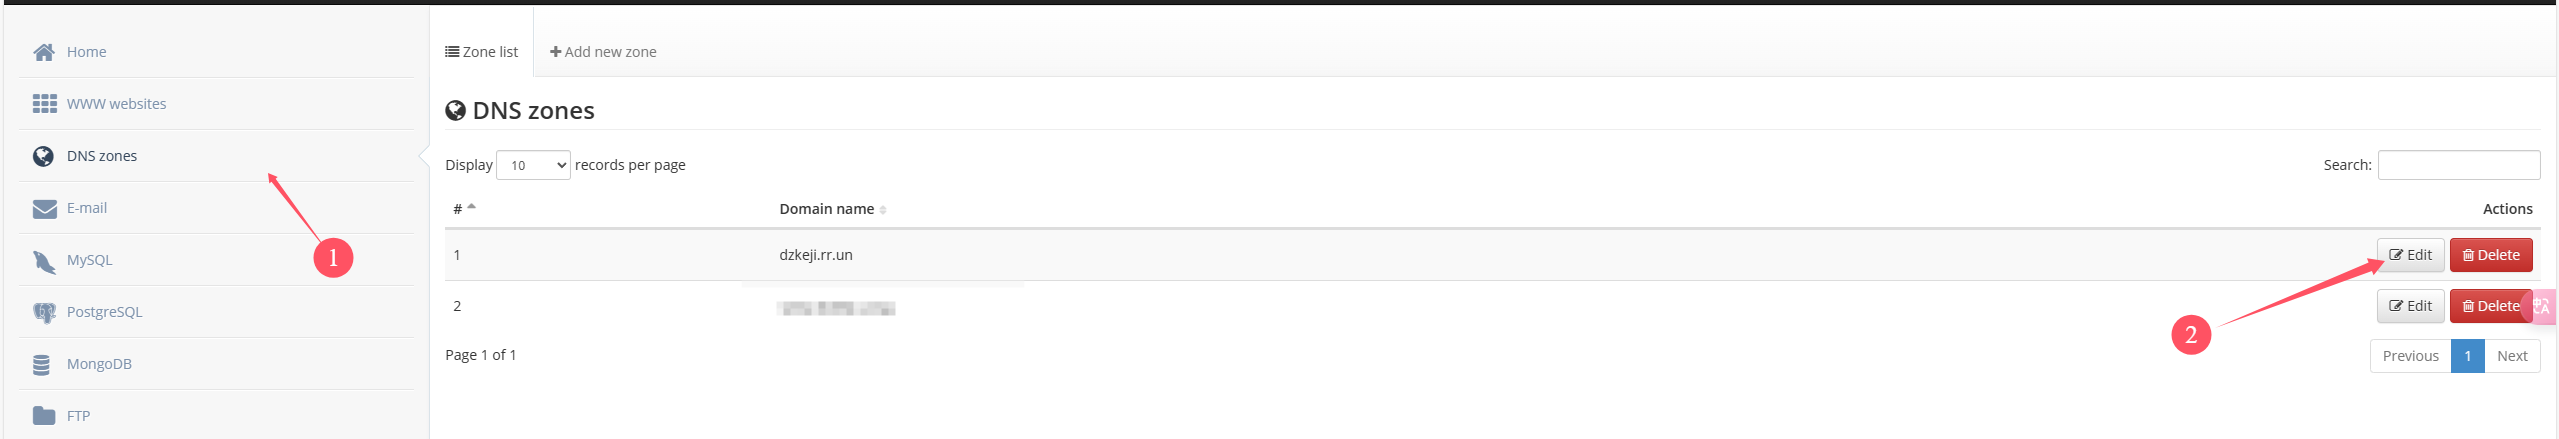 Home
WWW websites
DNS zones
E-mail
MySQL
PostgreSQL
MongoDB
FTP
1
Zone list
Add new zone
DNS zones
Display 10 records per page
Search:
# Domain name Actions
1 dzkeji.rr.un Edit Delete
2 Edit Delete
2
Page 1 of 1
Previous 1 Next